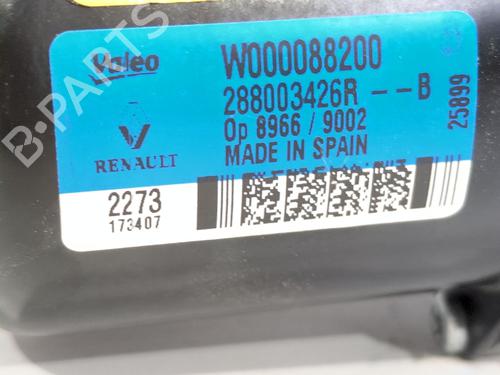 Valeo
W000088200
288003426R -- B
Op 8966 / 9002
MADE IN SPAIN
RENAULT
25899
2273
173407
B-PARTS